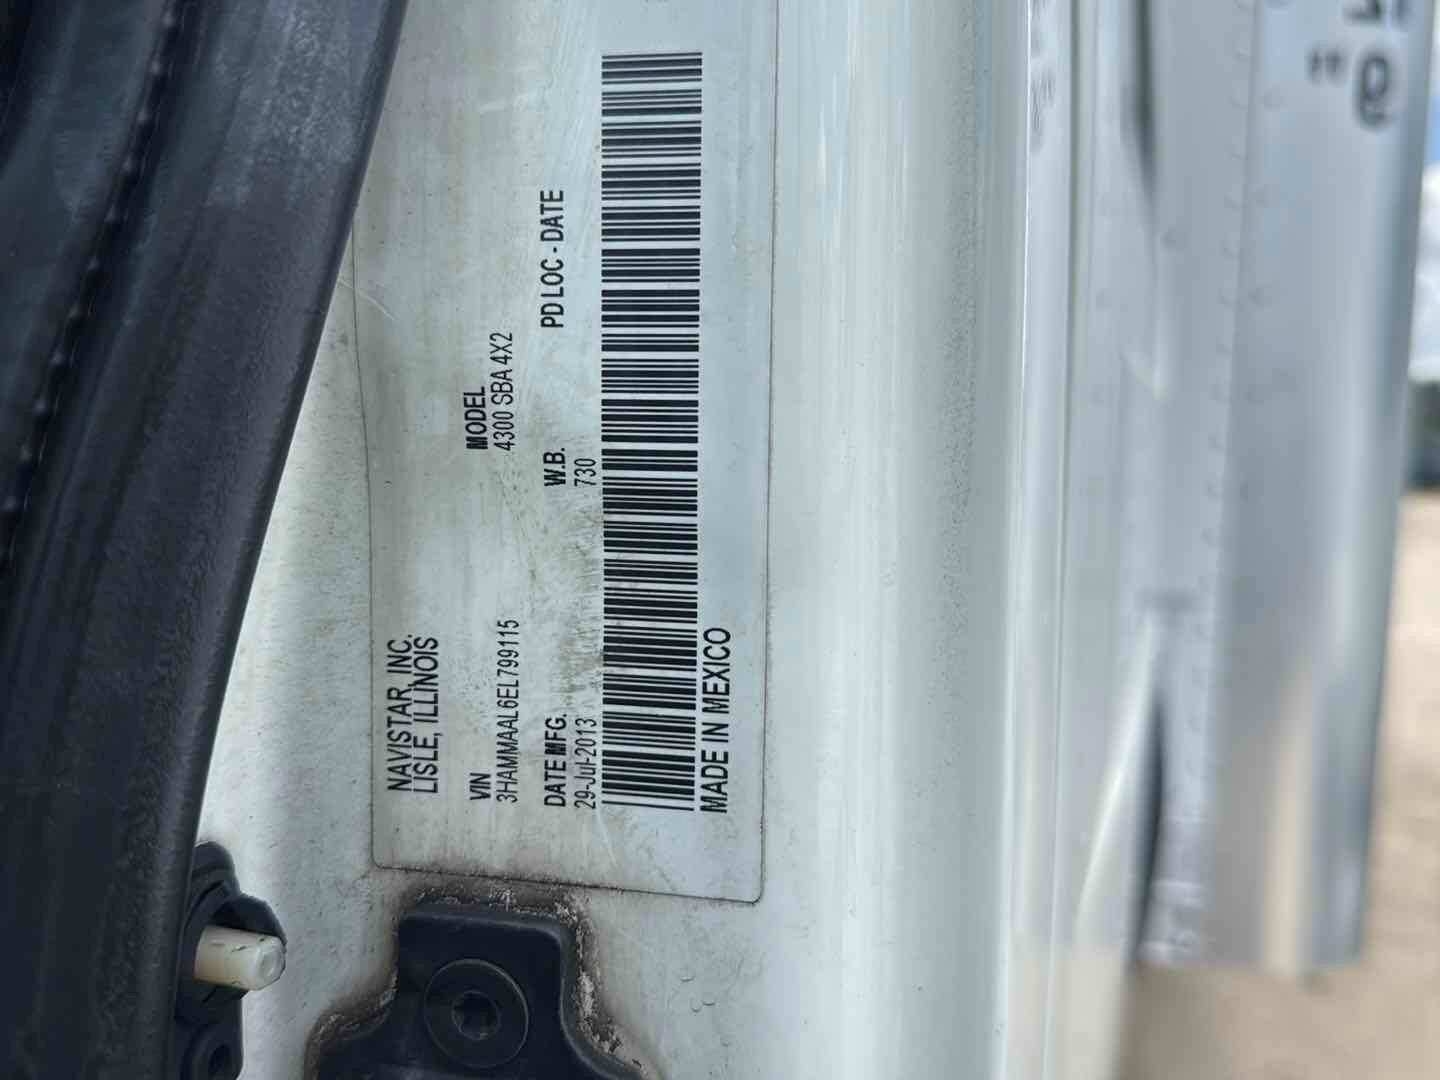 NAVISTAR, INC.
LISLE, ILLINOIS
VIN
3HAMMAAL6EL799115
MODEL
4300 SBA 4X2
DATE MFG.
29-Jul-2013
W.B.
730
PD LOC - DATE
MADE IN MEXICO